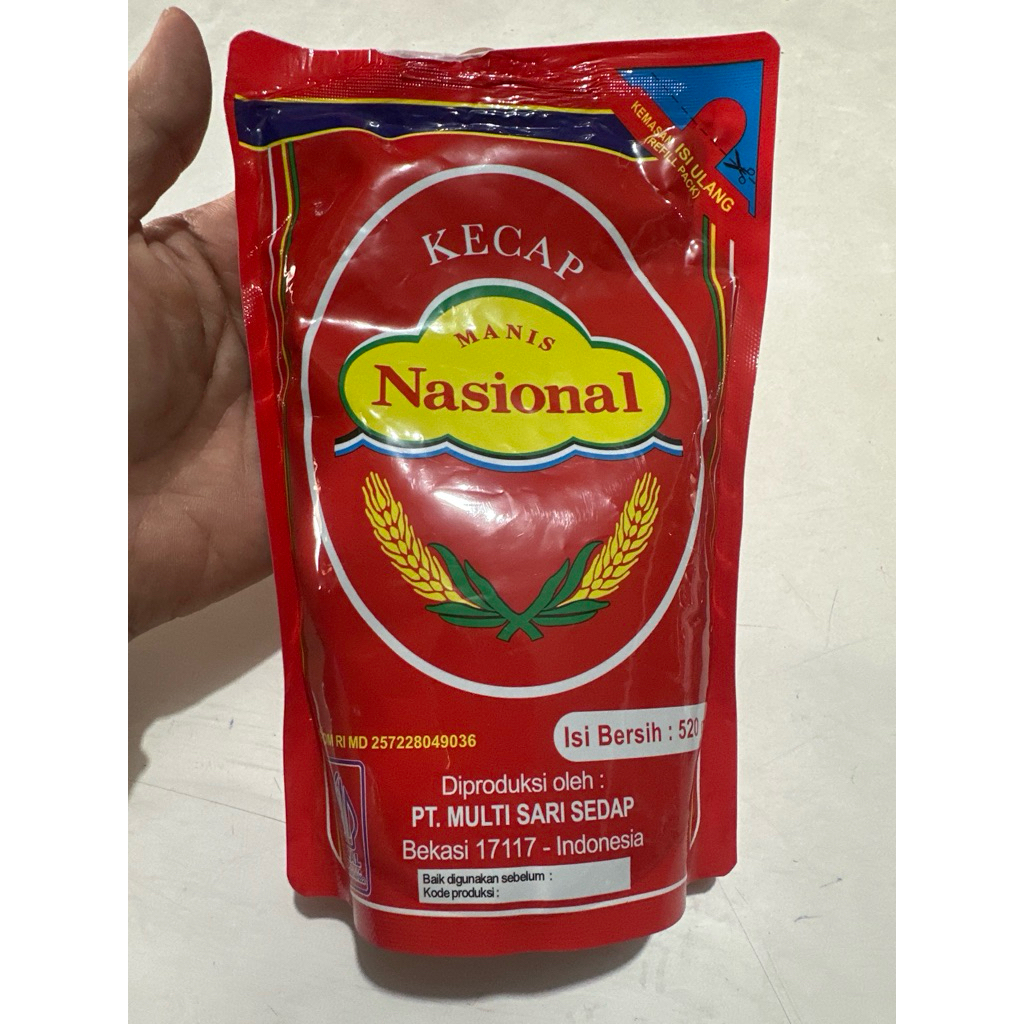 KEMASAN ISI ULANG
(REFILL PACK)
KECAP
MANIS
Nasional
RI MD 257228049036
Isi Bersih : 520
Diproduksi oleh :
PT. MULTI SARI SEDAP
Bekasi 17117 - Indonesia
Baik digunakan sebelum :
Kode produksi :